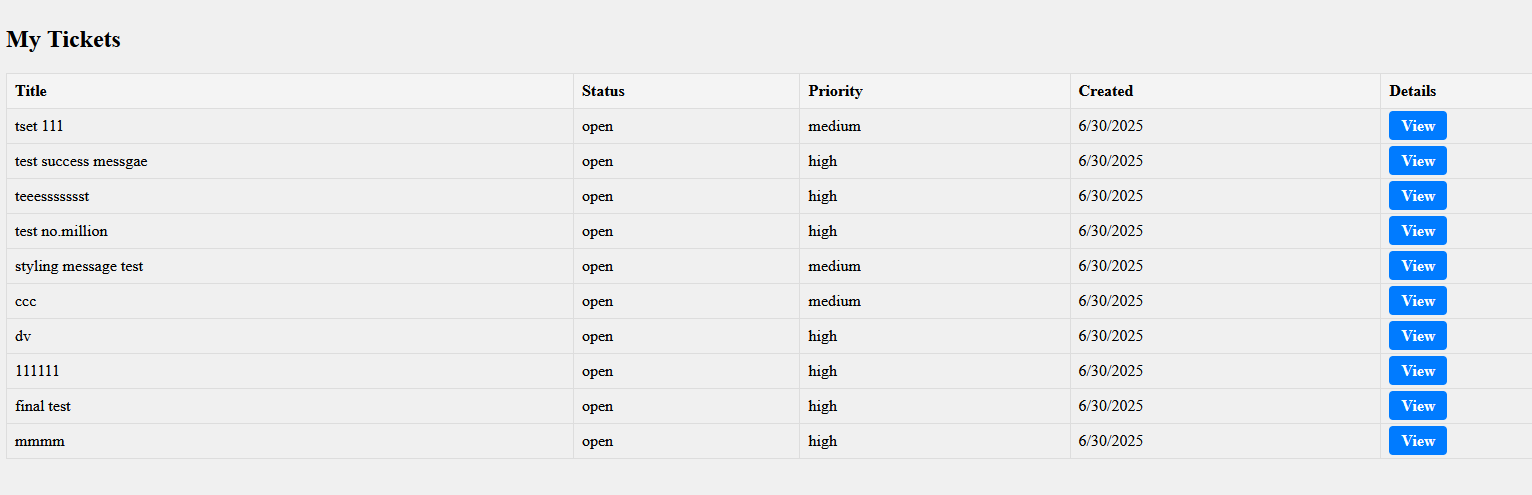 My Tickets
Title Status Priority Created Details
tset 111 open medium 6/30/2025 View
test success messgae open high 6/30/2025 View
teeesssssst open high 6/30/2025 View
test no.million open high 6/30/2025 View
styling message test open medium 6/30/2025 View
ccc open medium 6/30/2025 View
dv open high 6/30/2025 View
111111 open high 6/30/2025 View
final test open high 6/30/2025 View
mmmm open high 6/30/2025 View